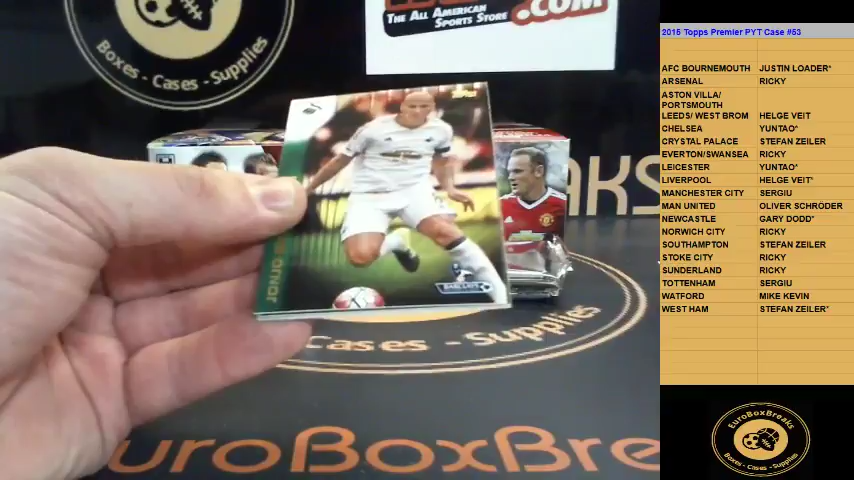 Boxes - Cases - Supplies
THE ALL AMERICAN
SPORTS STORE
.COM
Topps
JONJO
BARCLAYS
Cases - Supplies
EuroBoxBre
2015 Topps Premier PYT Case #53
AFC BOURNEMOUTH JUSTIN LOADER*
ARSENAL RICKY
ASTON VILLA/
PORTSMOUTH
LEEDS/ WEST BROM HELGE VEIT
CHELSEA YUNTAO*
CRYSTAL PALACE STEFAN ZEILER
EVERTON/SWANSEA RICKY
LEICESTER YUNTAO*
LIVERPOOL HELGE VEIT*
MANCHESTER CITY SERGIU
MAN UNITED OLIVER SCHRÖDER
NEWCASTLE GARY DODD*
NORWICH CITY RICKY
SOUTHAMPTON STEFAN ZEILER
STOKE CITY RICKY
SUNDERLAND RICKY
TOTTENHAM SERGIU
WATFORD MIKE KEVIN
WEST HAM STEFAN ZEILER*
EuroBoxBreaks
Boxes - Cases - Supplies